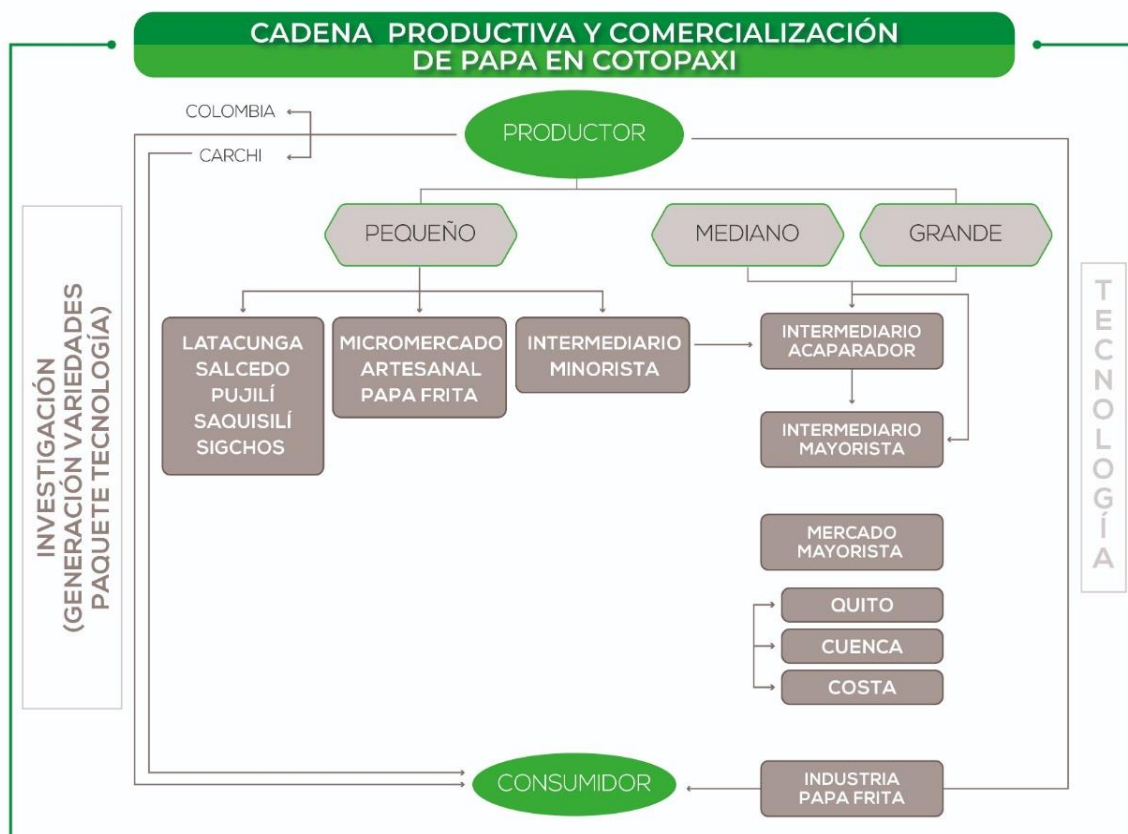 CADENA PRODUCTIVA Y COMERCIALIZACIÓN
DE PAPA EN COTOPAXI
COLOMBIA
CARCHI
PRODUCTOR
PEQUEÑO
MEDIANO
GRANDE
LATACUNGA
SALCEDO
PUJILÍ
SAQUISILÍ
SIGCHOS
MICROMERCADO
ARTESANAL
PAPA FRITA
INTERMEDIARIO
MINORISTA
INTERMEDIARIO
ACAPARADOR
INTERMEDIARIO
MAYORISTA
MERCADO
MAYORISTA
QUITO
CUENCA
COSTA
CONSUMIDOR
INDUSTRIA
PAPA FRITA
INVESTIGACIÓN
(GENERACIÓN VARIEDADES
PAQUETE TECNOLOGÍA)
TECNOLOGÍA